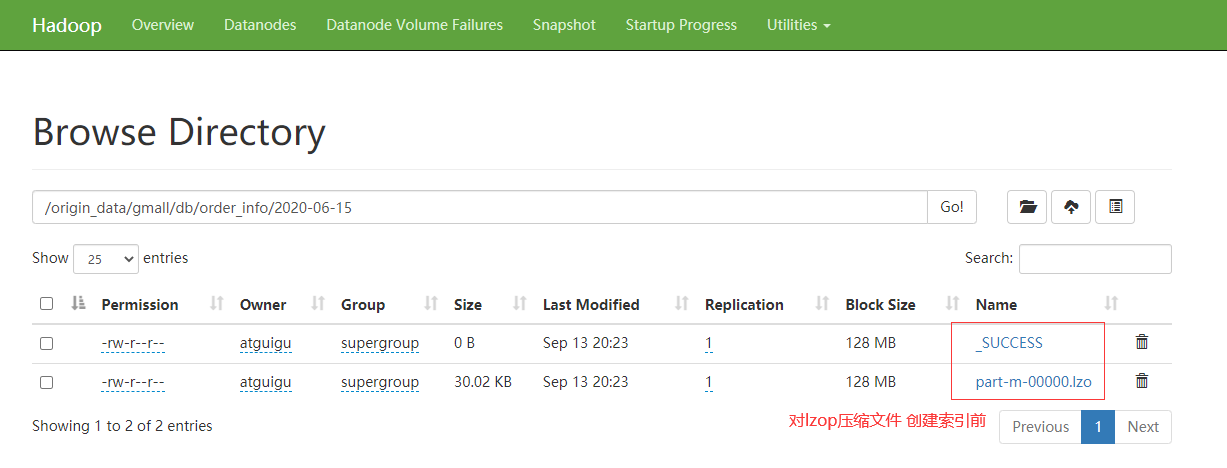 Hadoop Overview Datanodes Datanode Volume Failures Snapshot Startup Progress Utilities
Browse Directory
/origin_data/gmall/db/order_info/2020-06-15 Go!
Show 25 entries Search:
Permission Owner Group Size Last Modified Replication Block Size Name
-rw-r--r-- atguigu supergroup 0 B Sep 13 20:23 1 128 MB _SUCCESS
-rw-r--r-- atguigu supergroup 30.02 KB Sep 13 20:23 1 128 MB part-m-00000.lzo
Showing 1 to 2 of 2 entries 对lzop压缩文件 创建索引前 Previous 1 Next